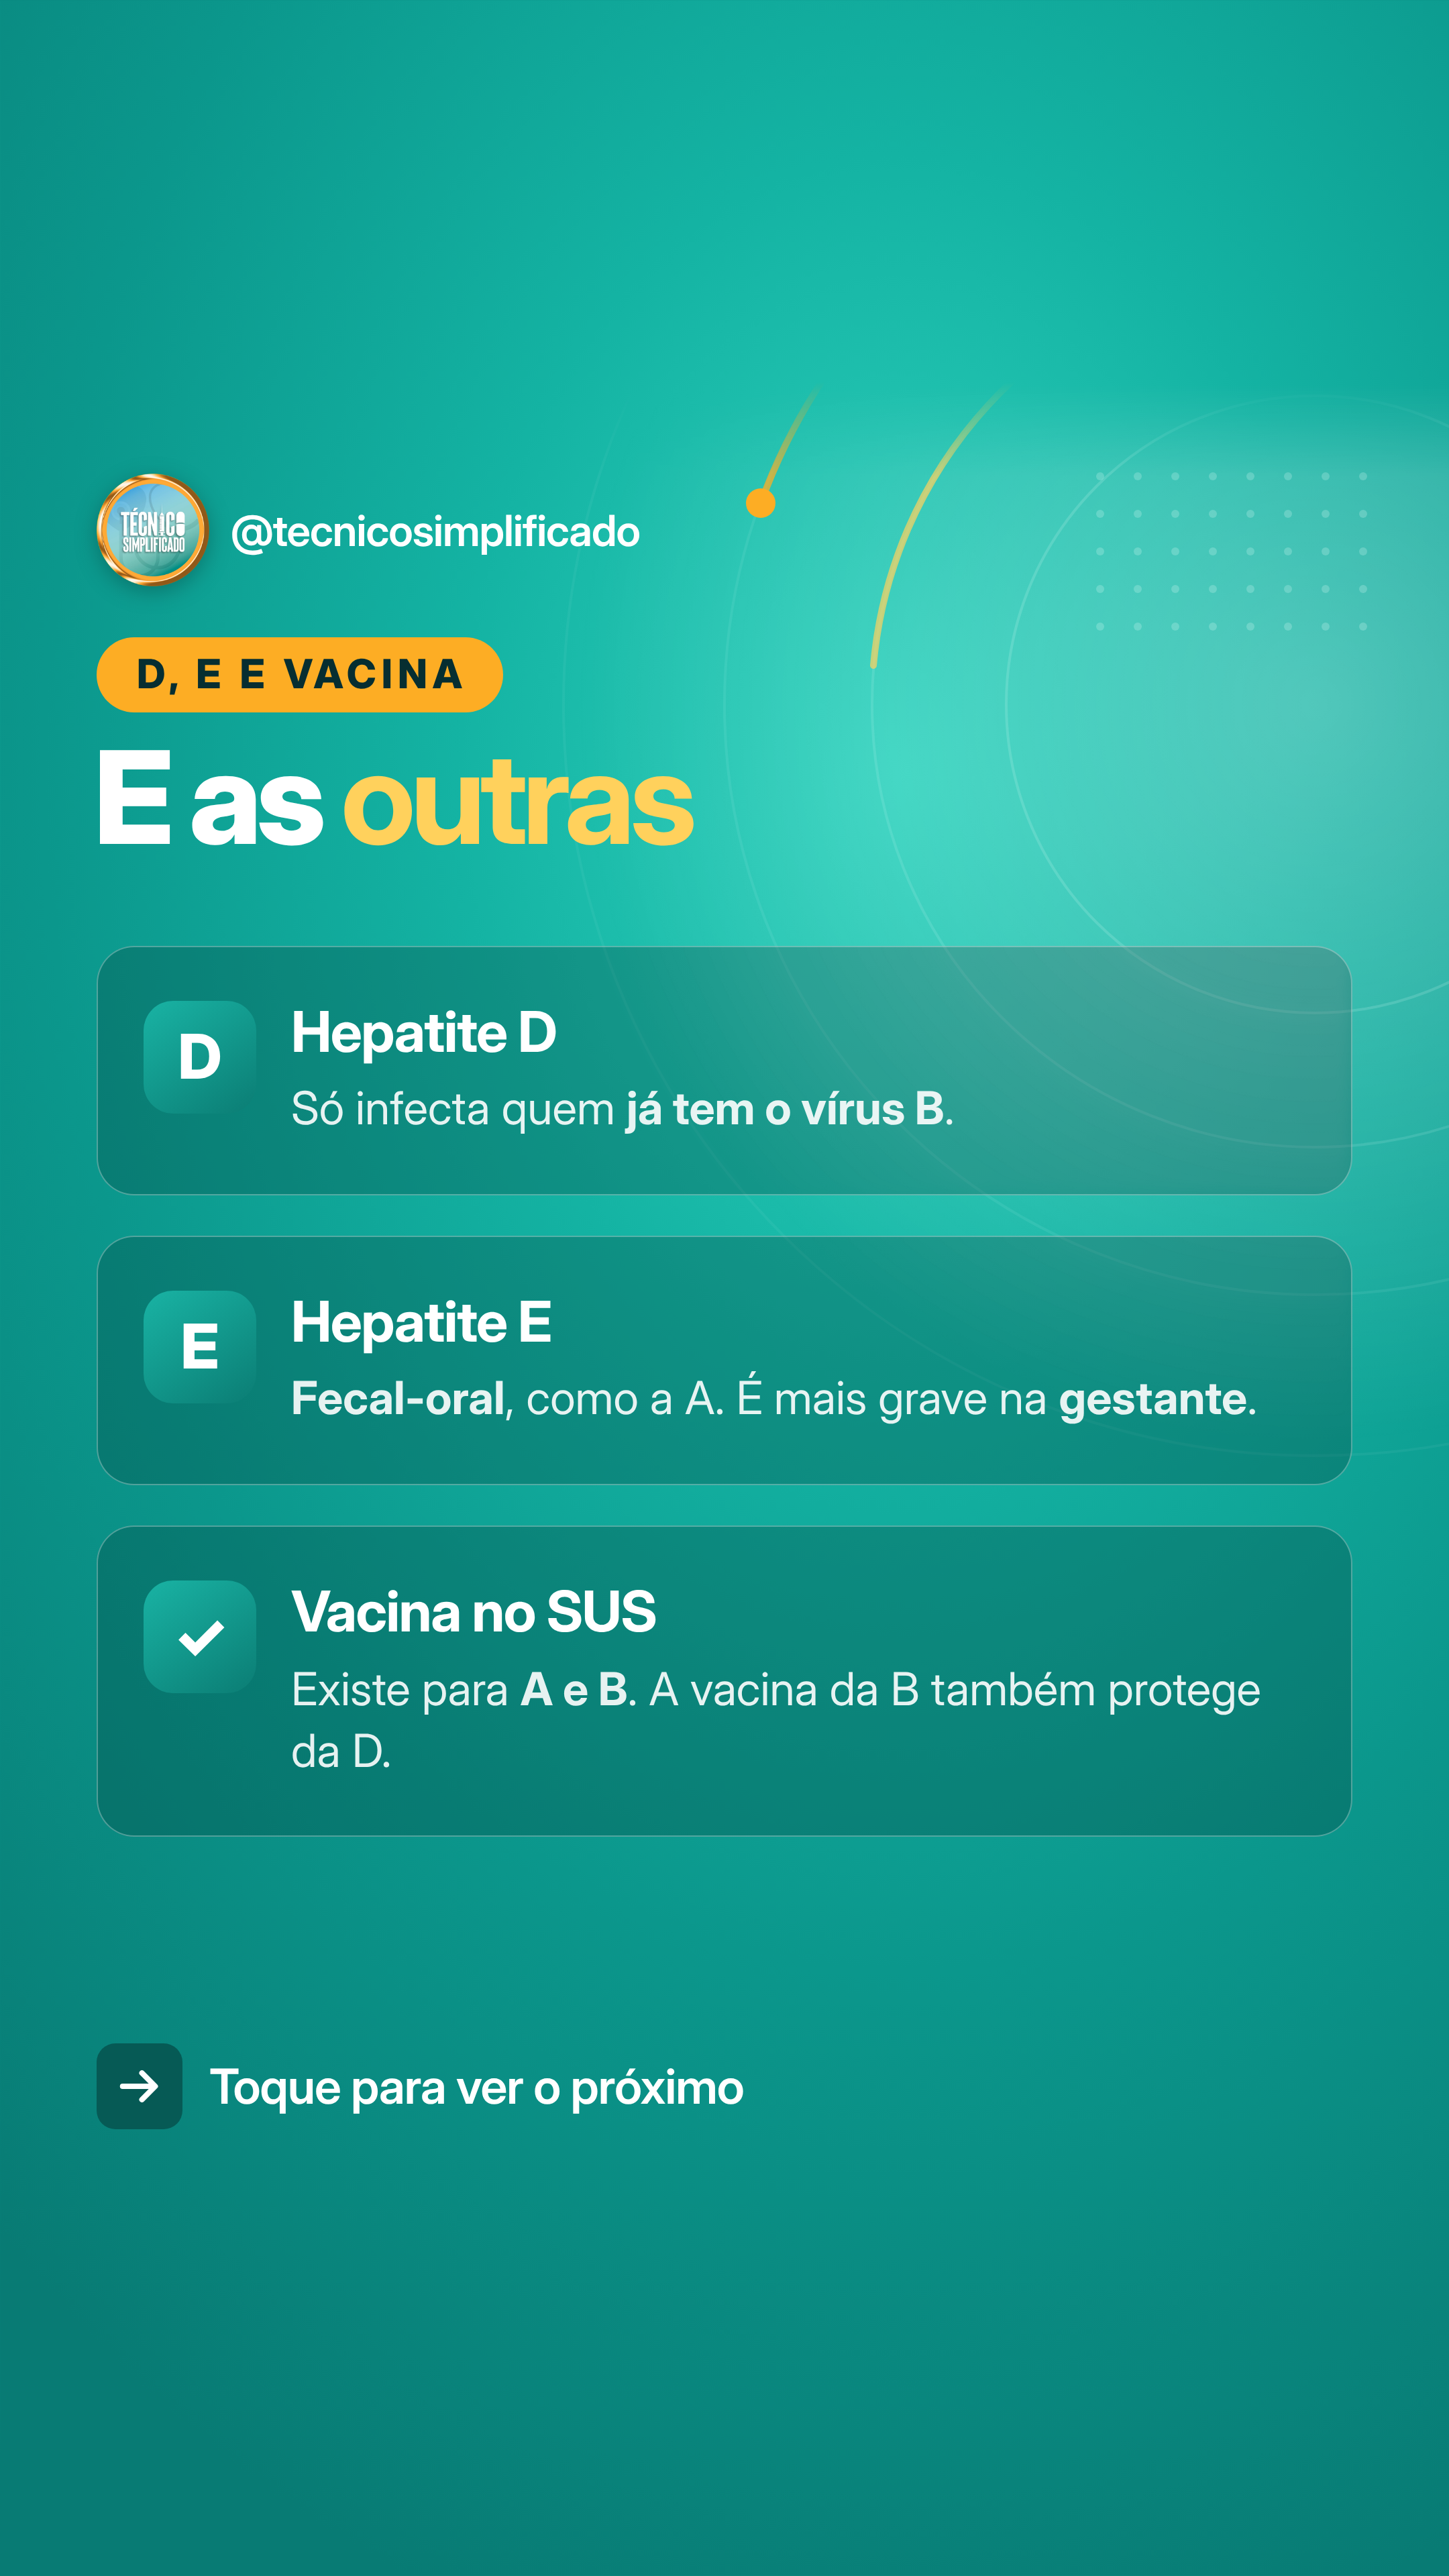 TÉCNICO
SIMPLIFICADO
@tecnicosimplificado
D, E E VACINA
E as outras
D
Hepatite D
Só infecta quem já tem o vírus B.
E
Hepatite E
Fecal-oral, como a A. É mais grave na gestante.
Vacina no SUS
Existe para A e B. A vacina da B também protege
da D.
Toque para ver o próximo